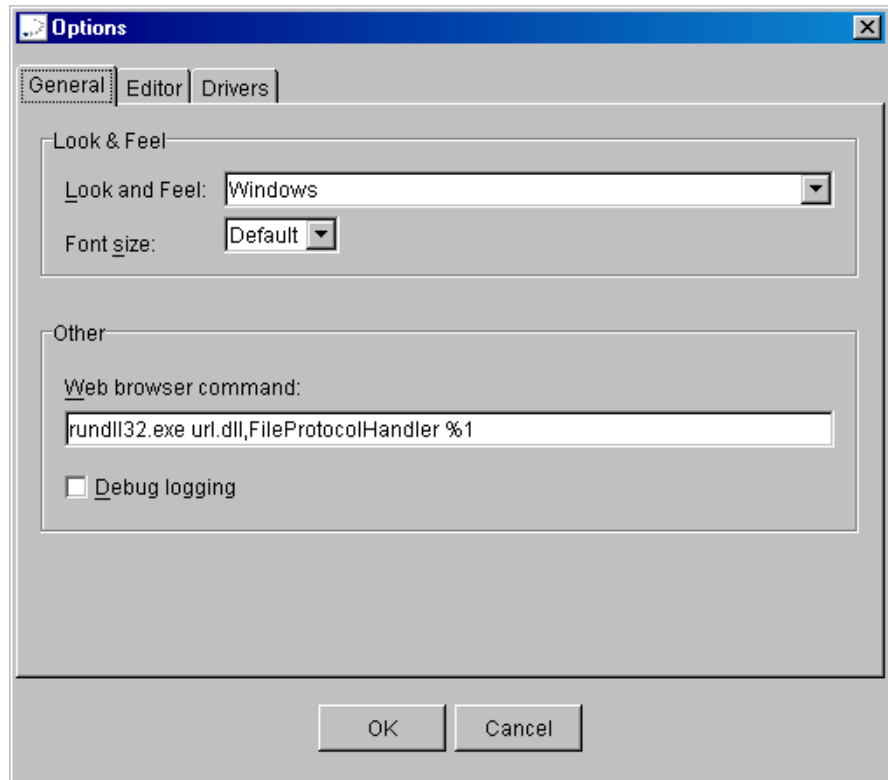 Options
General Editor Drivers
Look & Feel
Look and Feel: Windows
Font size: Default
Other
Web browser command:
rundll32.exe url.dll,FileProtocolHandler %1
Debug logging
OK Cancel